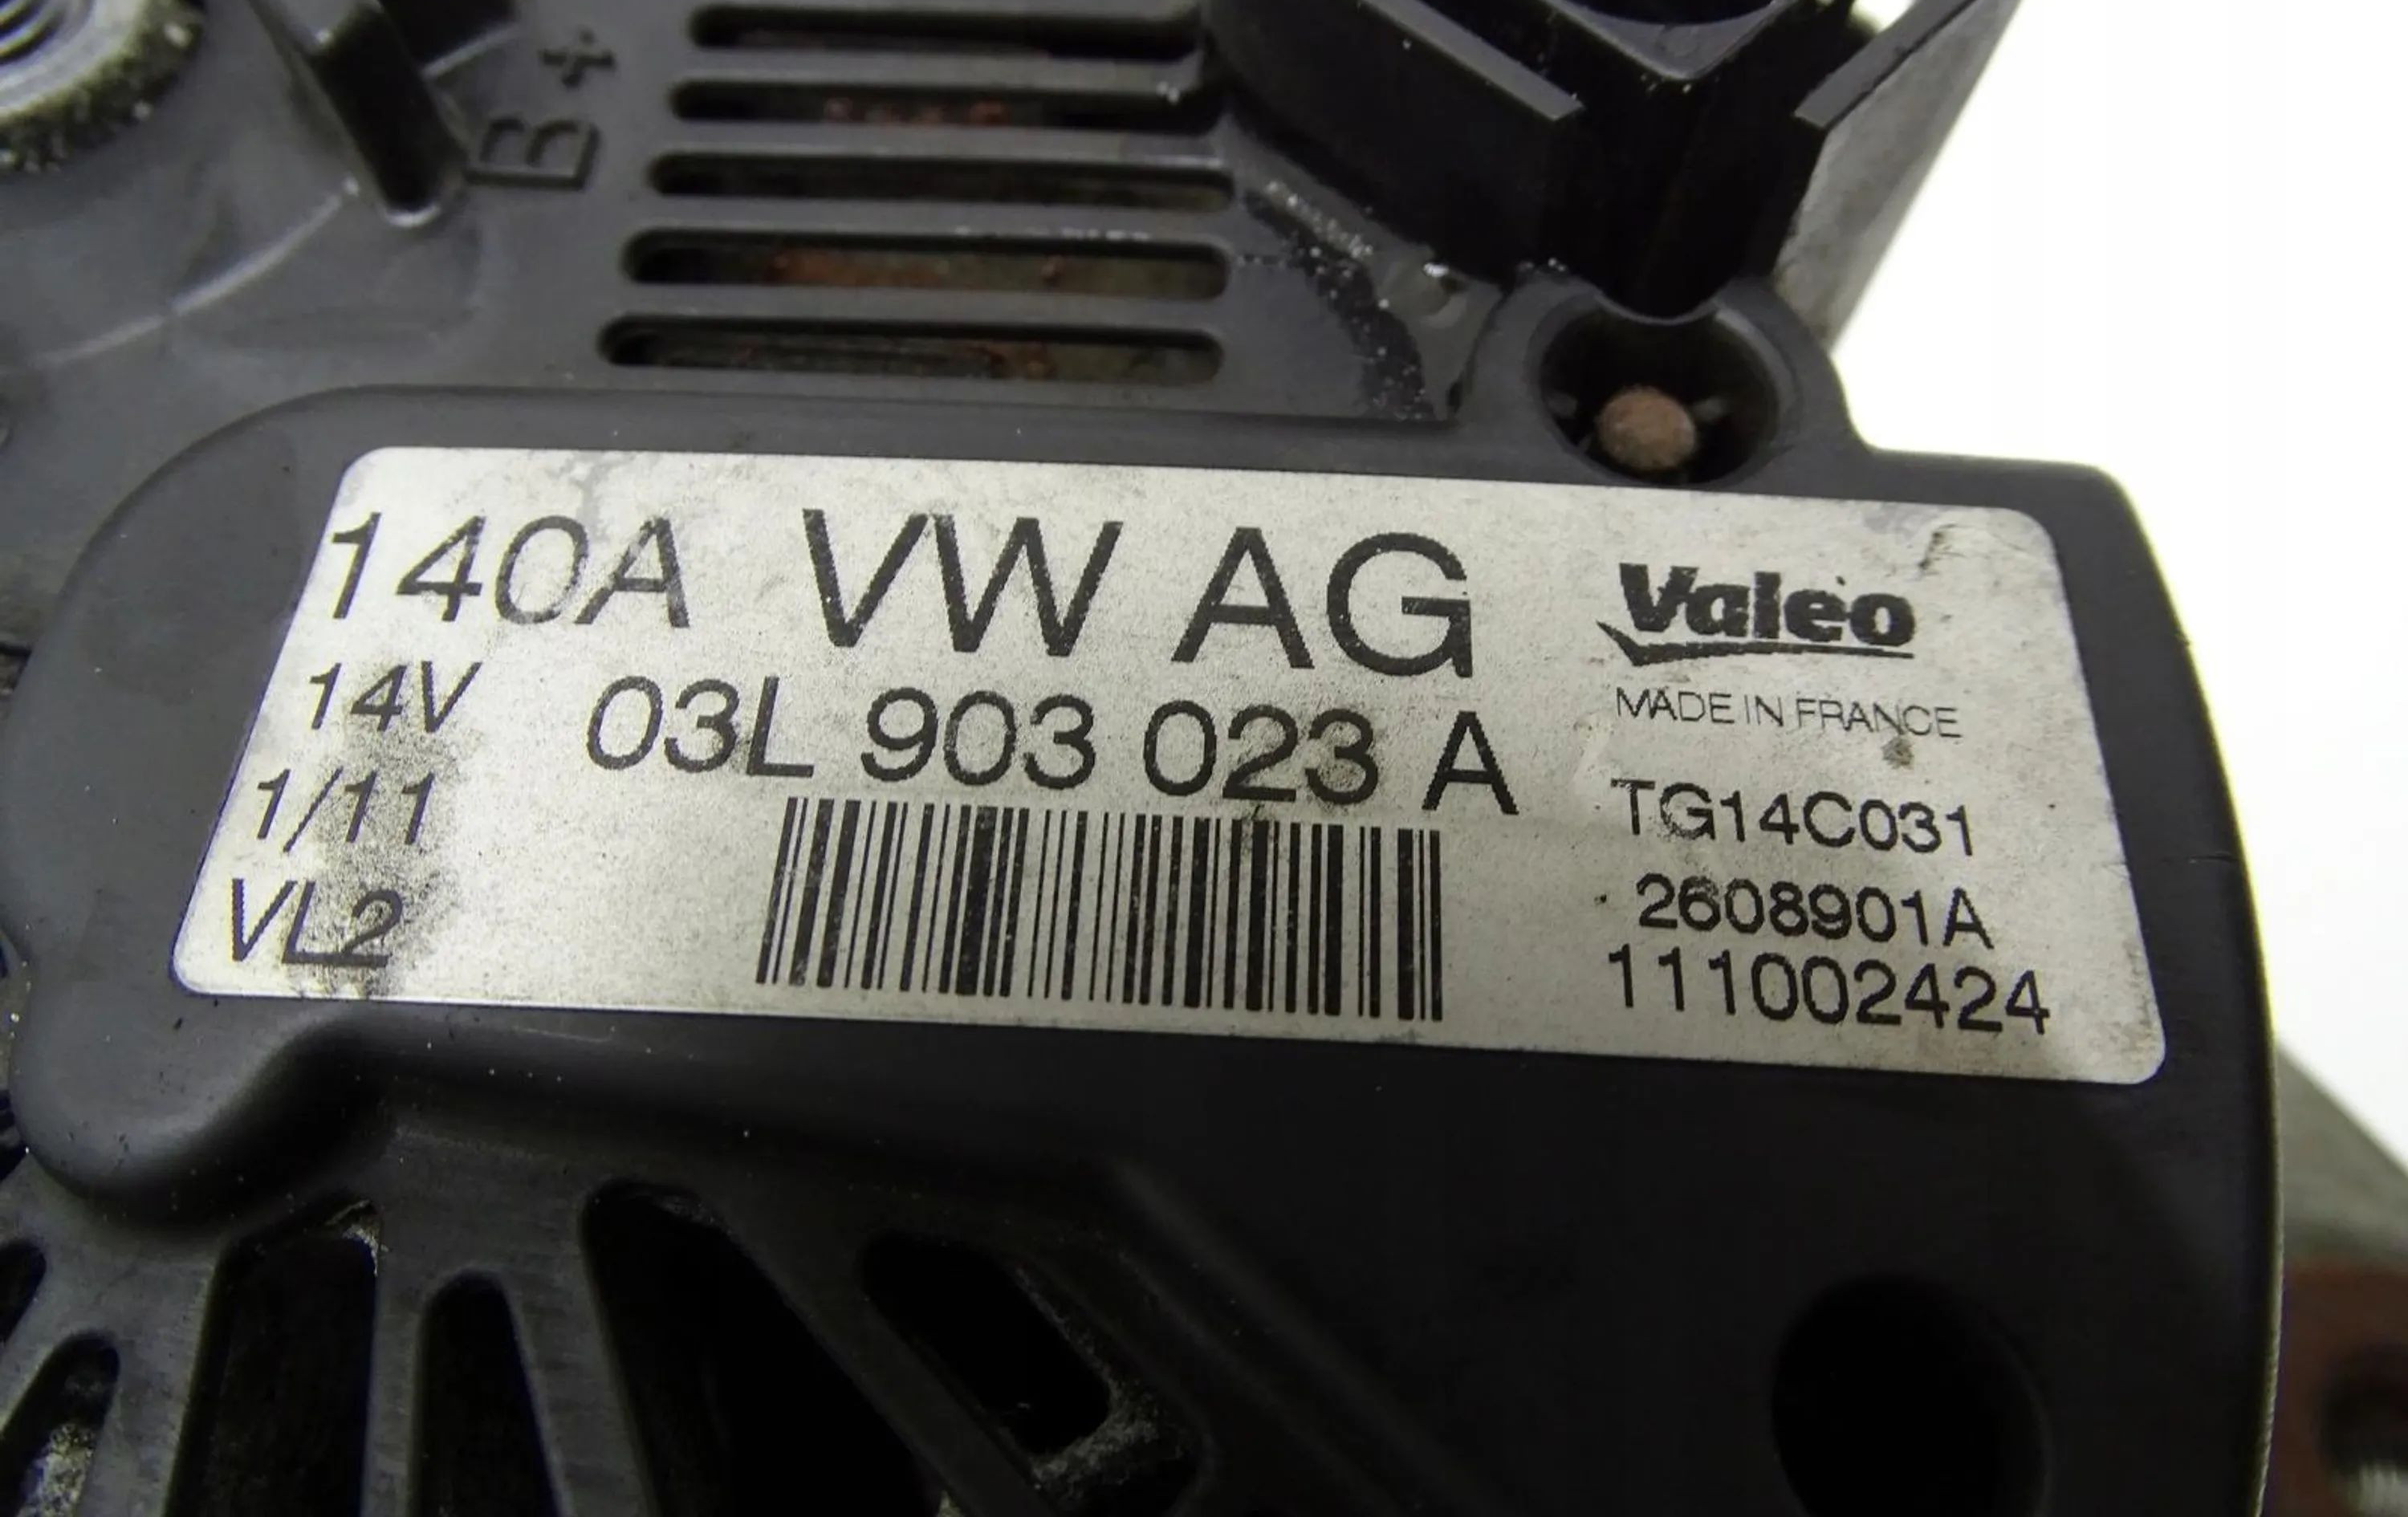 B+
140A VW AG
14V 03L 903 023 A
1/11
VL2
Valeo
MADE IN FRANCE
TG14C031
2608901A
111002424